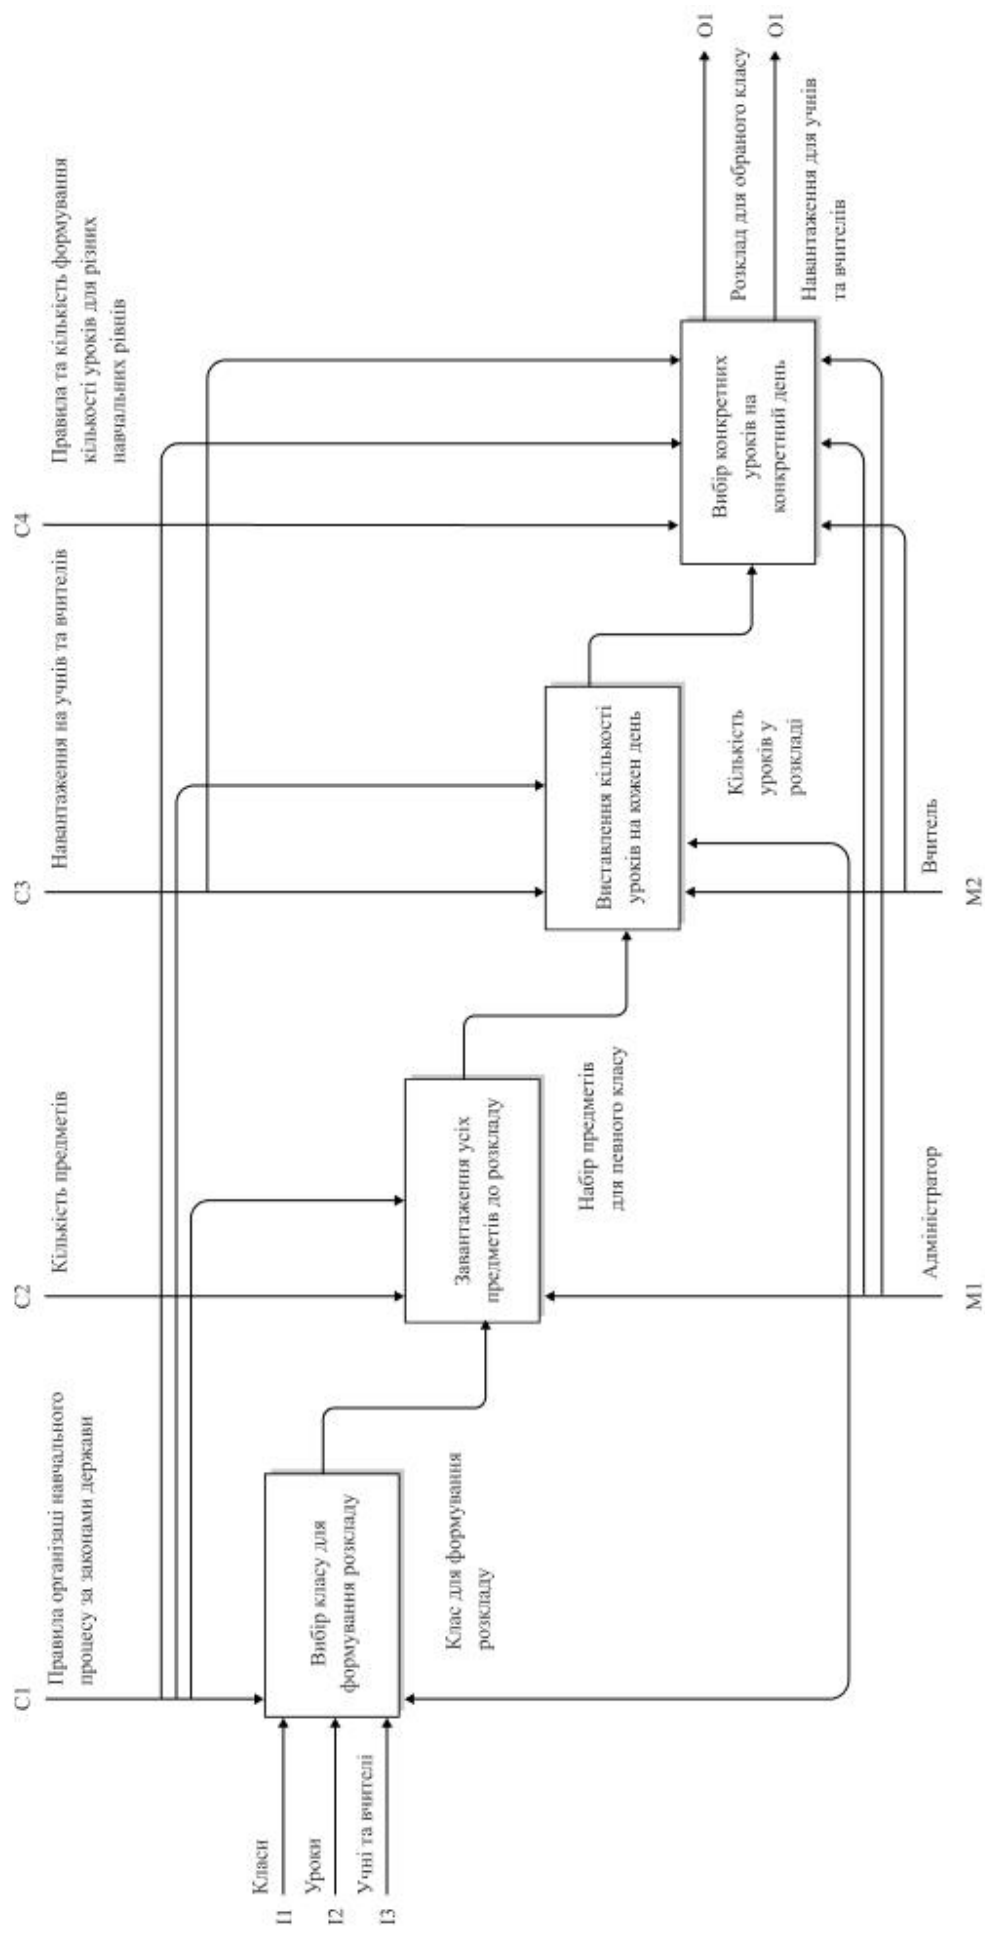 C1
Правила організації навчального
процесу за законами держави
C2
Кількість предметів
C3
Навантаження на учнів та вчителів
C4
Правила та кількість формування
кількості уроків для різних
навчальних рівнів
I1
Класи
I2
Уроки
I3
Учні та вчителі
Вибір класу для
формування розкладу
Клас для формування
розкладу
Завантаження усіх
предметів до розкладу
Набір предметів
для певного класу
Виставлення кількості
уроків на кожен день
Кількість
уроків у
розкладі
Вибір конкретних
уроків на
конкретний день
O1
Розклад для обраного класу
O1
Навантаження для учнів
та вчителів
Адміністратор
M1
Вчитель
M2